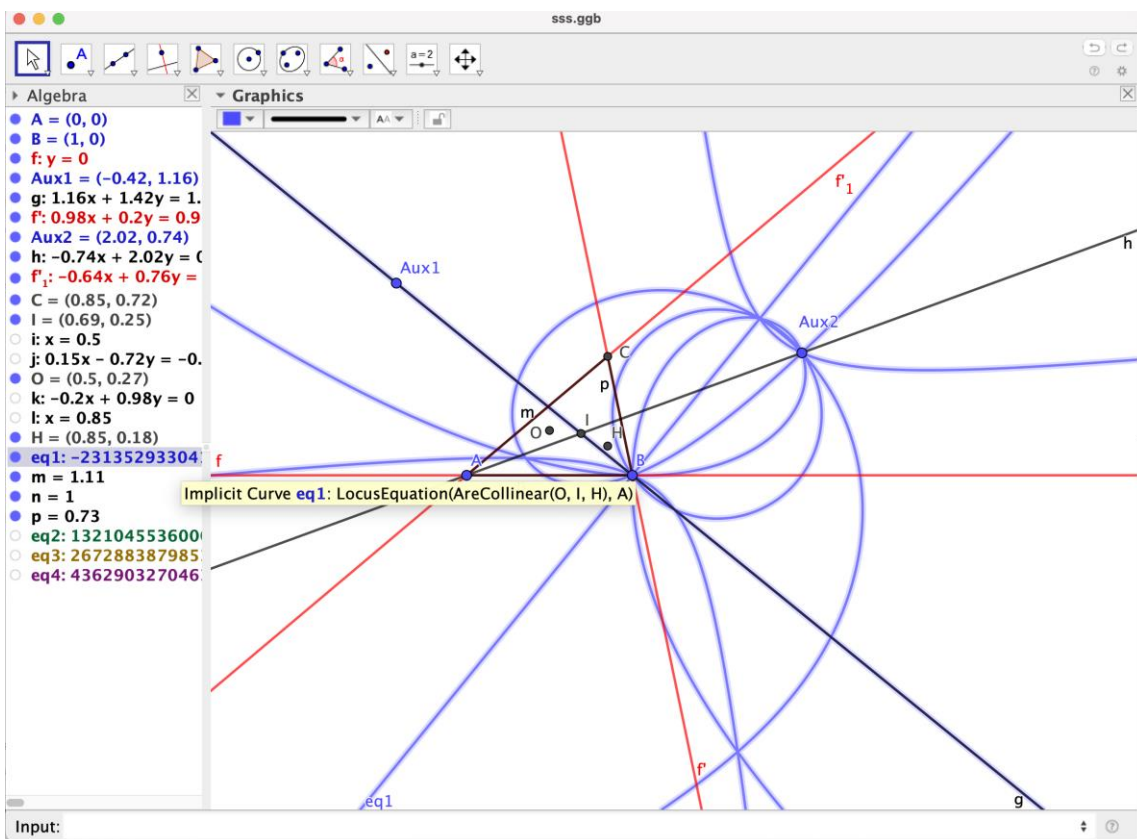 sss.ggb
A
a=2
Algebra
Graphics
AA
A = (0, 0)
B = (1, 0)
f: y = 0
Aux1 = (-0.42, 1.16)
g: 1.16x + 1.42y = 1.
f': 0.98x + 0.2y = 0.9
Aux2 = (2.02, 0.74)
h: -0.74x + 2.02y = 0
f'₁: -0.64x + 0.76y =
C = (0.85, 0.72)
I = (0.69, 0.25)
i: x = 0.5
j: 0.15x - 0.72y = -0.
O = (0.5, 0.27)
k: -0.2x + 0.98y = 0
l: x = 0.85
H = (0.85, 0.18)
eq1: -23135293304
m = 1.11
n = 1
p = 0.73
eq2: 132104553600
eq3: 267288387985
eq4: 436290327046
f'₁
h
Aux1
Aux2
C
p
m
O
I
H
f
A
B
Implicit Curve eq1: LocusEquation(AreCollinear(O, I, H), A)
f'
eq1
g
Input: